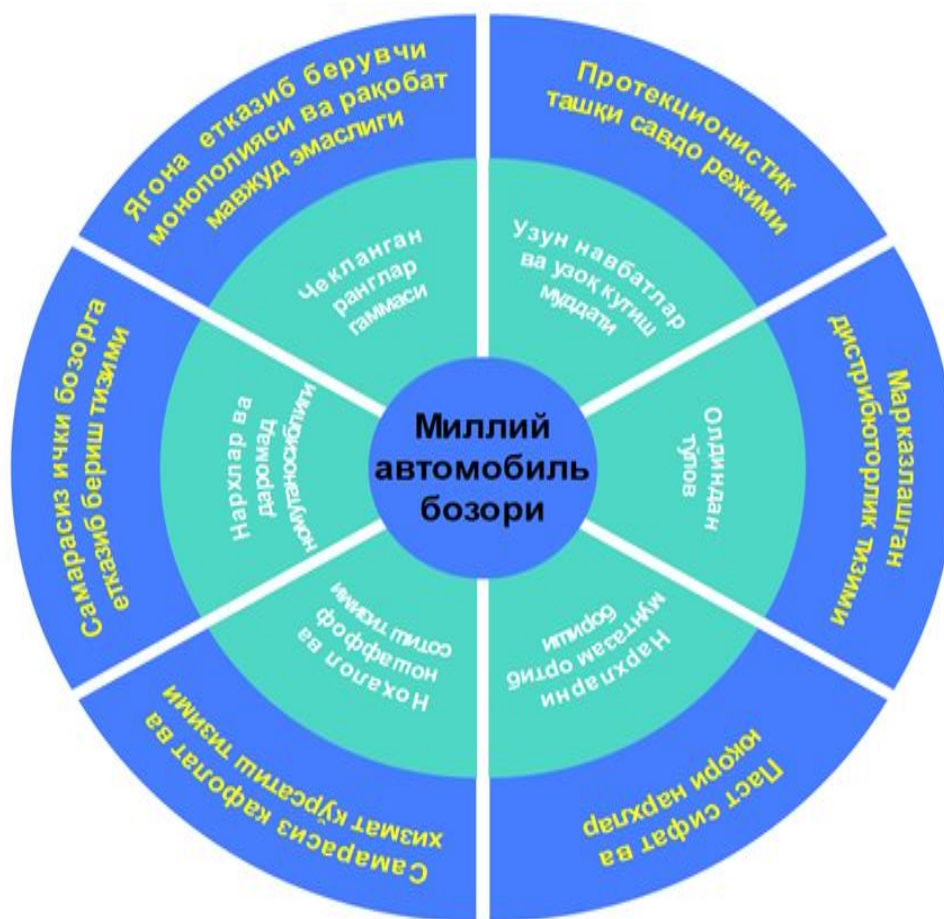 Ягона етказиб берувчи
монополияси ва рақобат
мавжуд эмаслиги
Протекционистик
ташқи савдо режими
Марказлашган
дистрибюторлик тизими
Паст сифат ва
юқори нархлар
Самарасиз кафолат ва
хизмат кўрсатиш тизими
Самарасиз ички бозорга
етказиб бериш тизими
Чекланган
ранглар
гаммаси
Узун навбатлар
ва узоқ кутиш
муддати
Олдиндан
тўлов
Нархларни
мунтазам ортиб
бориши
Нохалол ва
ношаффоф
сотиш тизими
Нархлар ва
даромад
номутаносиблиги
Миллий
автомобиль
бозори